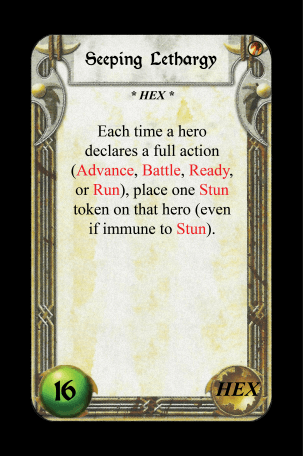 Seeping Lethargy
* HEX *
Each time a hero
declares a full action
(Advance, Battle, Ready,
or Run), place one Stun
token on that hero (even
if immune to Stun).
16
HEX